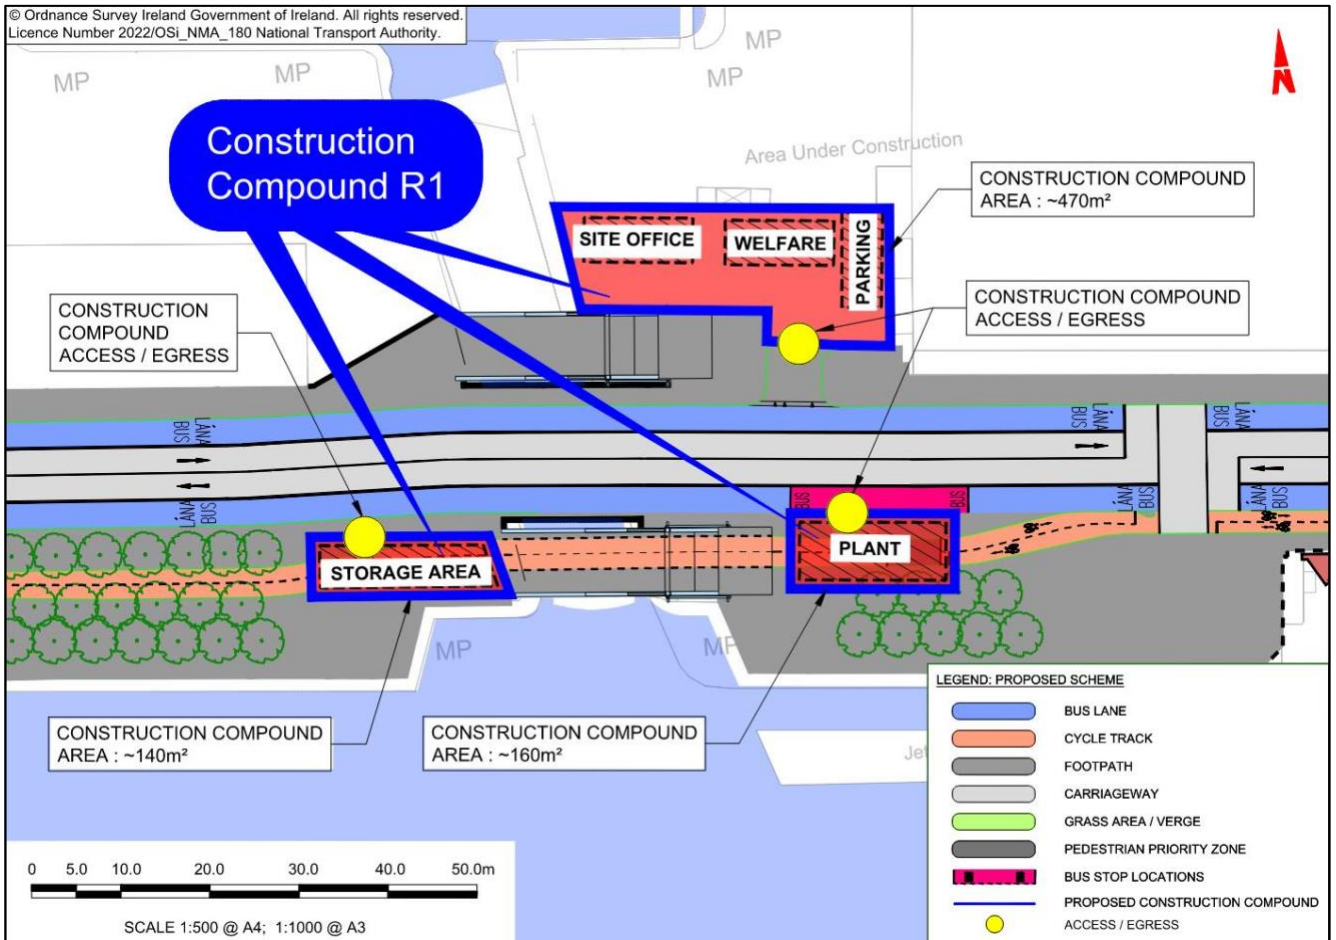 © Ordnance Survey Ireland Government of Ireland. All rights reserved.
Licence Number 2022/OSi_NMA_180 National Transport Authority.
MP
MP
MP
MP
N
Construction
Compound R1
Area Under Construction
CONSTRUCTION COMPOUND
AREA : ~470m²
SITE OFFICE
WELFARE
PARKING
CONSTRUCTION
COMPOUND
ACCESS / EGRESS
CONSTRUCTION COMPOUND
ACCESS / EGRESS
LÁNA
BUS
LÁNA
BUS
LÁNA
BUS
LÁNA
BUS
BUS
BUS
LÁNA
BUS
LÁNA
BUS
STORAGE AREA
PLANT
MP
MP
CONSTRUCTION COMPOUND
AREA : ~140m²
CONSTRUCTION COMPOUND
AREA : ~160m²
LEGEND: PROPOSED SCHEME
BUS LANE
CYCLE TRACK
FOOTPATH
CARRIAGEWAY
GRASS AREA / VERGE
PEDESTRIAN PRIORITY ZONE
BUS STOP LOCATIONS
PROPOSED CONSTRUCTION COMPOUND
ACCESS / EGRESS
0 5.0 10.0 20.0 30.0 40.0 50.0m
SCALE 1:500 @ A4; 1:1000 @ A3